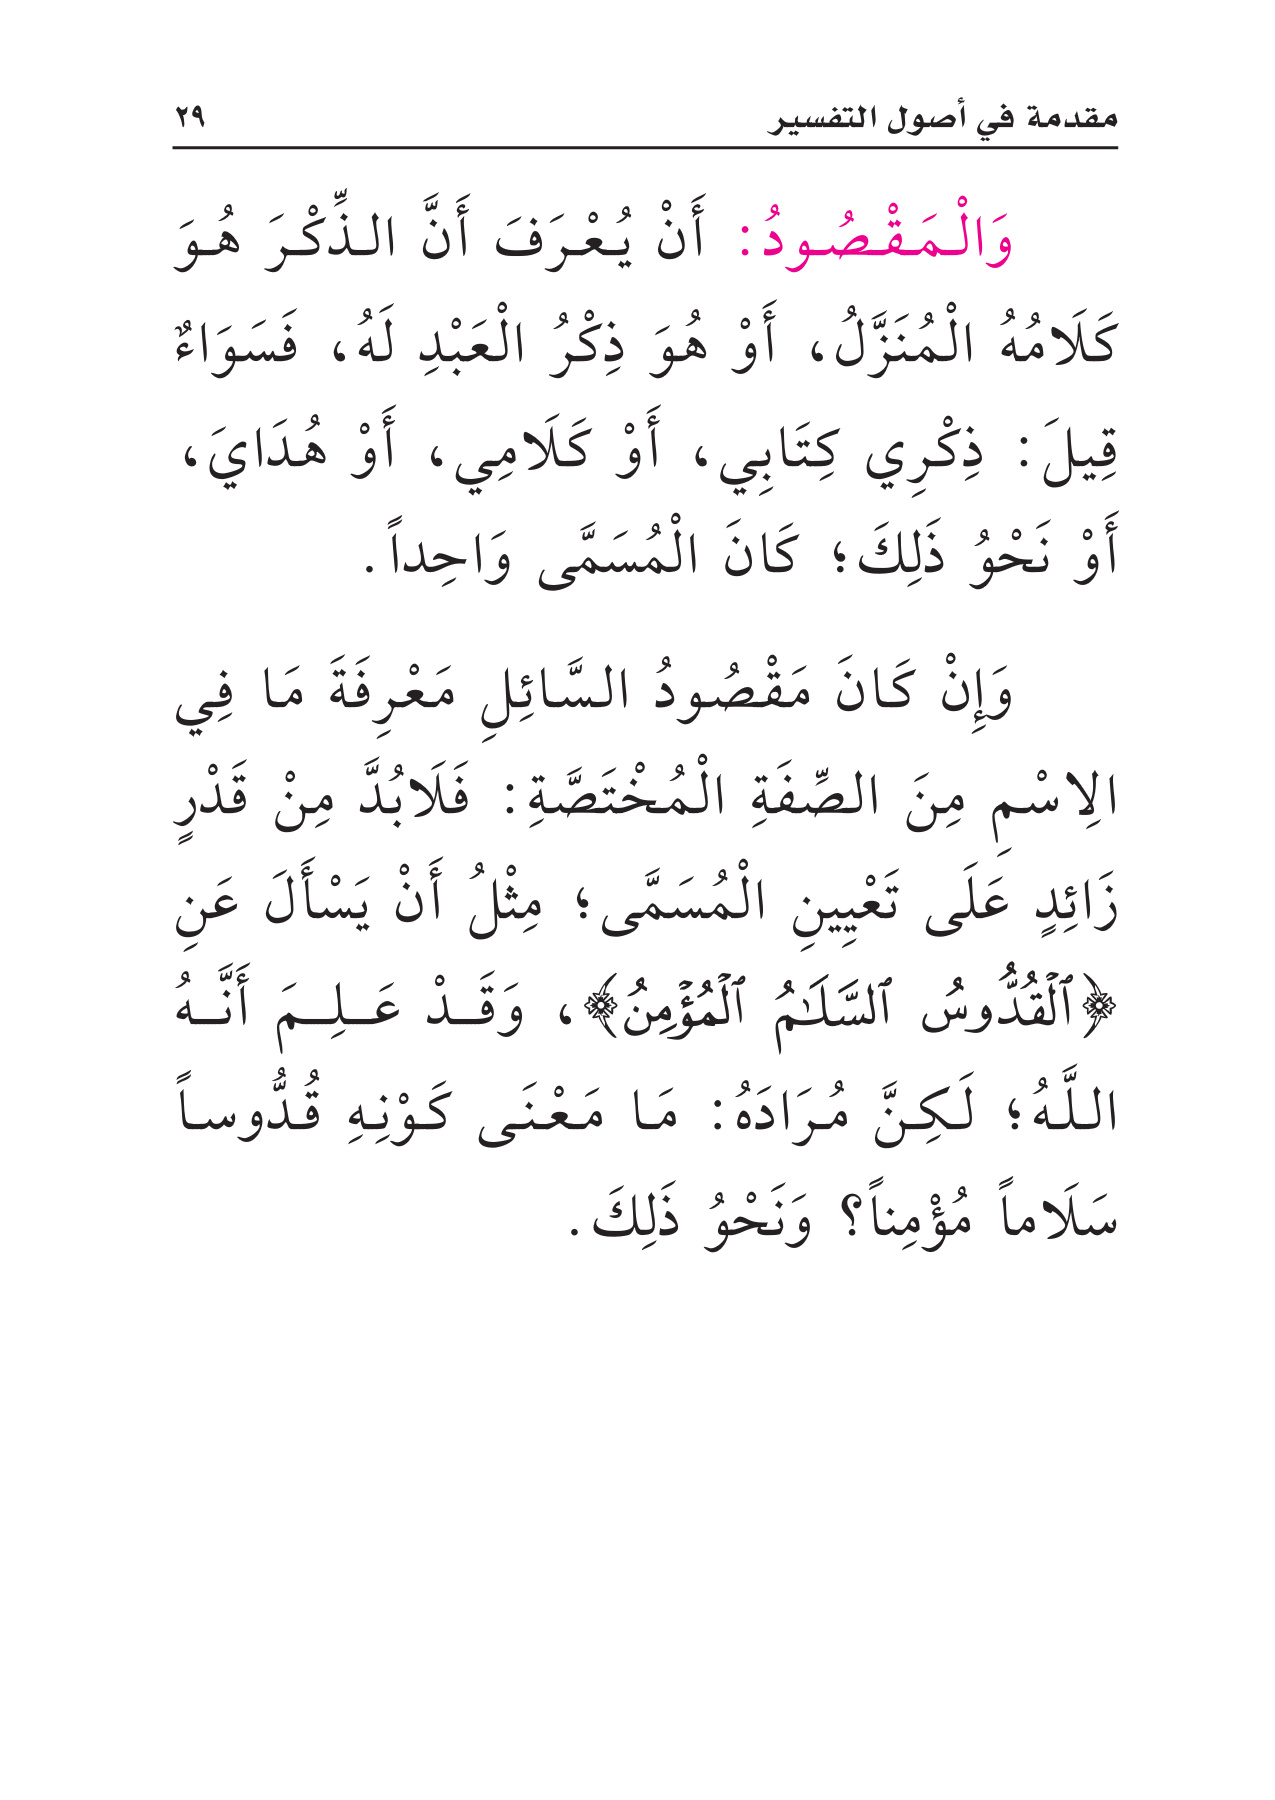 مقدمة في أصول التفسير ٢٩
وَالْمَقْصُودُ: أَنْ يُعْرَفَ أَنَّ الذِّكْرَ هُوَ
كَلَامُهُ الْمُنَزَّلُ، أَوْ هُوَ ذِكْرُ الْعَبْدِ لَهُ، فَسَوَاءٌ
قِيلَ: ذِكْرِي كِتَابِي، أَوْ كَلَامِي، أَوْ هُدَايَ،
أَوْ نَحْوُ ذَلِكَ؛ كَانَ الْمُسَمَّى وَاحِداً.
وَإِنْ كَانَ مَقْصُودُ السَّائِلِ مَعْرِفَةَ مَا فِي
الِاسْمِ مِنَ الصِّفَةِ الْمُخْتَصَّةِ: فَلَابُدَّ مِنْ قَدْرٍ
زَائِدٍ عَلَى تَعْيِينِ الْمُسَمَّى؛ مِثْلُ أَنْ يَسْأَلَ عَنِ
﴿ٱلْقُدُّوسُ ٱلسَّلَٰمُ ٱلْمُؤْمِنُ﴾، وَقَدْ عَلِمَ أَنَّهُ
اللَّهُ؛ لَكِنَّ مُرَادَهُ: مَا مَعْنَى كَوْنِهِ قُدُّوساً
سَلَاماً مُؤْمِناً؟ وَنَحْوُ ذَلِكَ.